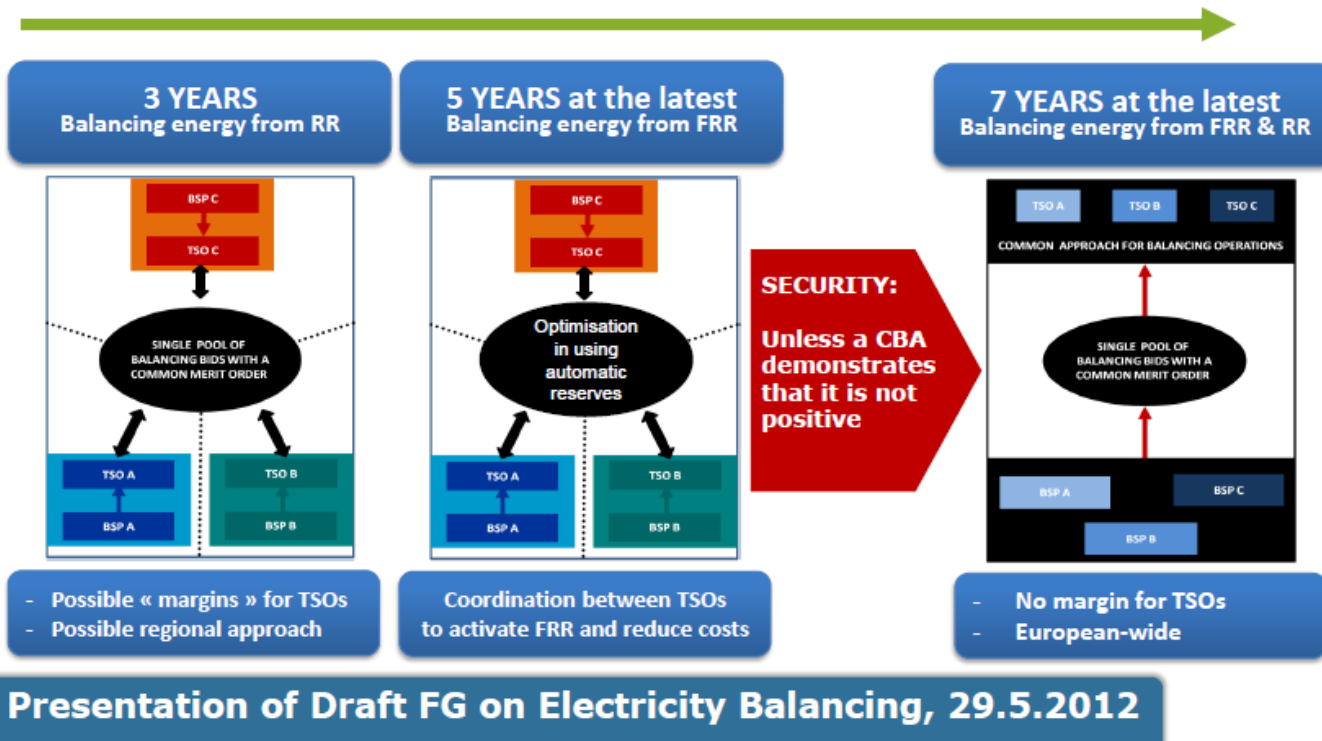 3 YEARS
Balancing energy from RR
5 YEARS at the latest
Balancing energy from FRR
7 YEARS at the latest
Balancing energy from FRR & RR
BSP C
TSO C
SINGLE POOL OF
BALANCING BIDS WITH A
COMMON MERIT ORDER
TSO A
BSP A
TSO B
BSP B
BSP C
TSO C
Optimisation
in using
automatic
reserves
TSO A
BSP A
TSO B
BSP B
SECURITY:
Unless a CBA
demonstrates
that it is not
positive
TSO A
TSO B
TSO C
COMMON APPROACH FOR BALANCING OPERATIONS
SINGLE POOL OF
BALANCING BIDS WITH A
COMMON MERIT ORDER
BSP A
BSP C
BSP B
- Possible « margins » for TSOs
- Possible regional approach
Coordination between TSOs
to activate FRR and reduce costs
- No margin for TSOs
- European-wide
Presentation of Draft FG on Electricity Balancing, 29.5.2012